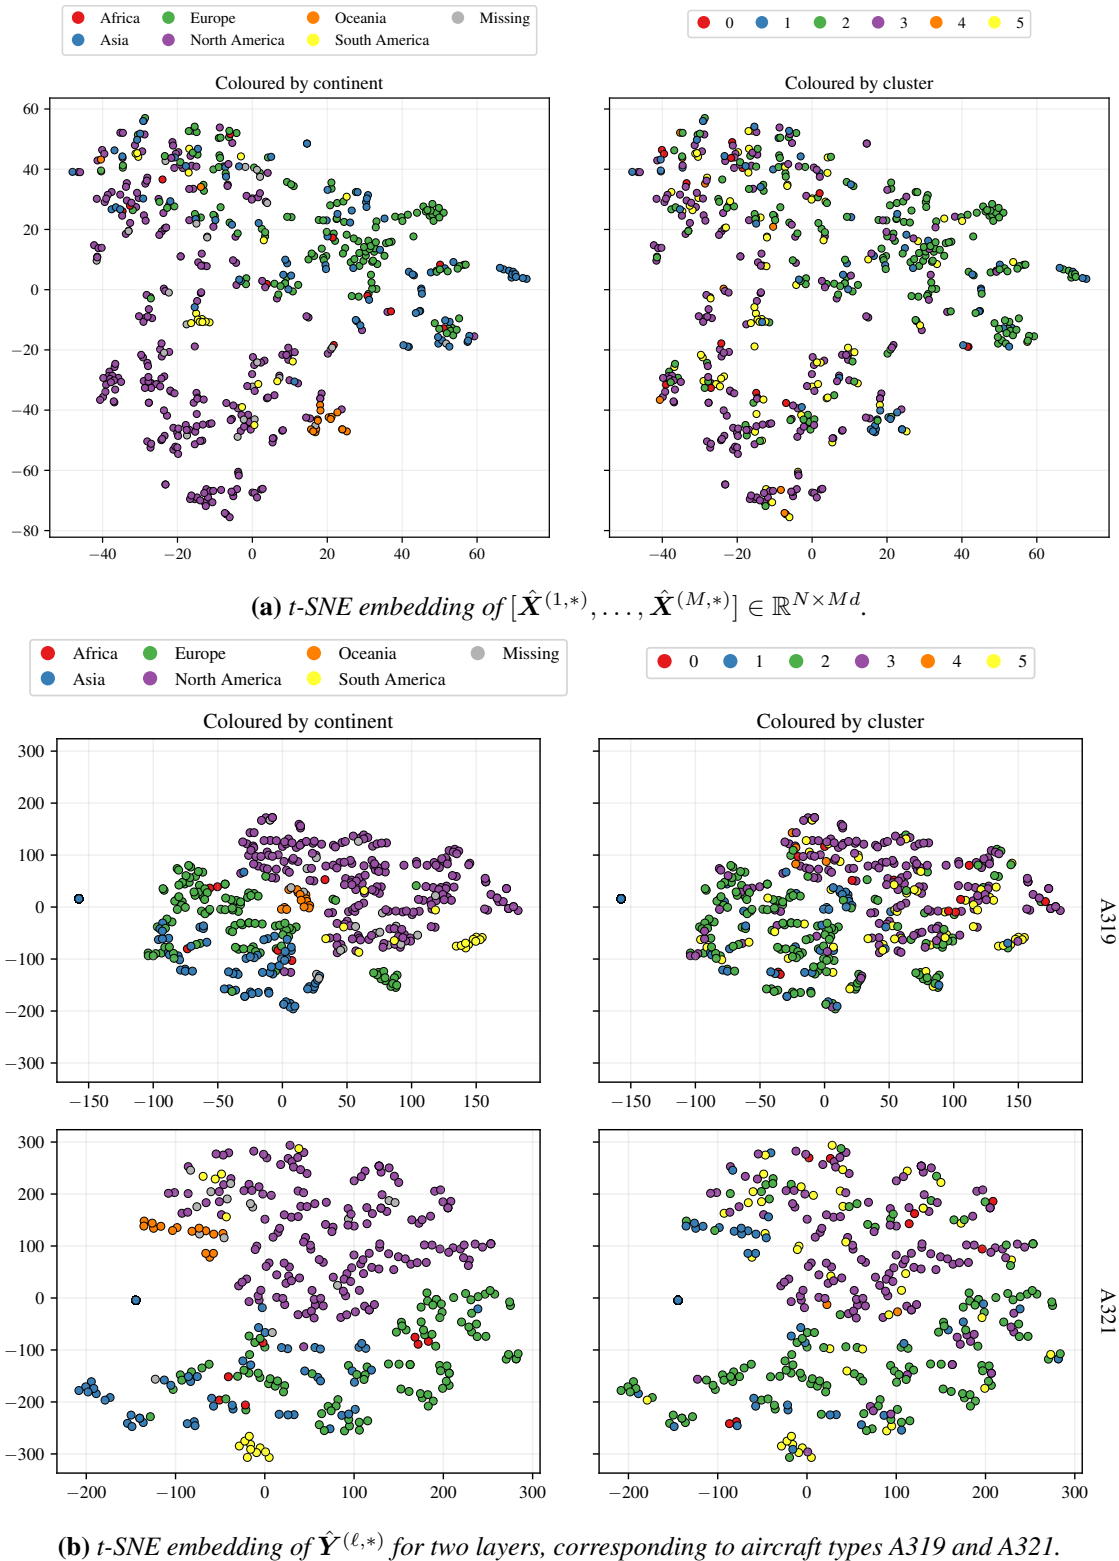 Africa Europe Oceania Missing
Asia North America South America
0 1 2 3 4 5
Coloured by continent
Coloured by cluster
60
40
20
0
−20
−40
−60
−80
−40 −20 0 20 40 60
−40 −20 0 20 40 60
(a) t-SNE embedding of [X̂^(1,∗), . . . , X̂^(M,∗)] ∈ ℝ^{N×Md}.
Africa Europe Oceania Missing
Asia North America South America
0 1 2 3 4 5
Coloured by continent
Coloured by cluster
300
200
100
0
−100
−200
−300
−150 −100 −50 0 50 100 150
−150 −100 −50 0 50 100 150
A319
300
200
100
0
−100
−200
−300
−200 −100 0 100 200 300
−200 −100 0 100 200 300
A321
(b) t-SNE embedding of Ŷ^(ℓ,∗) for two layers, corresponding to aircraft types A319 and A321.